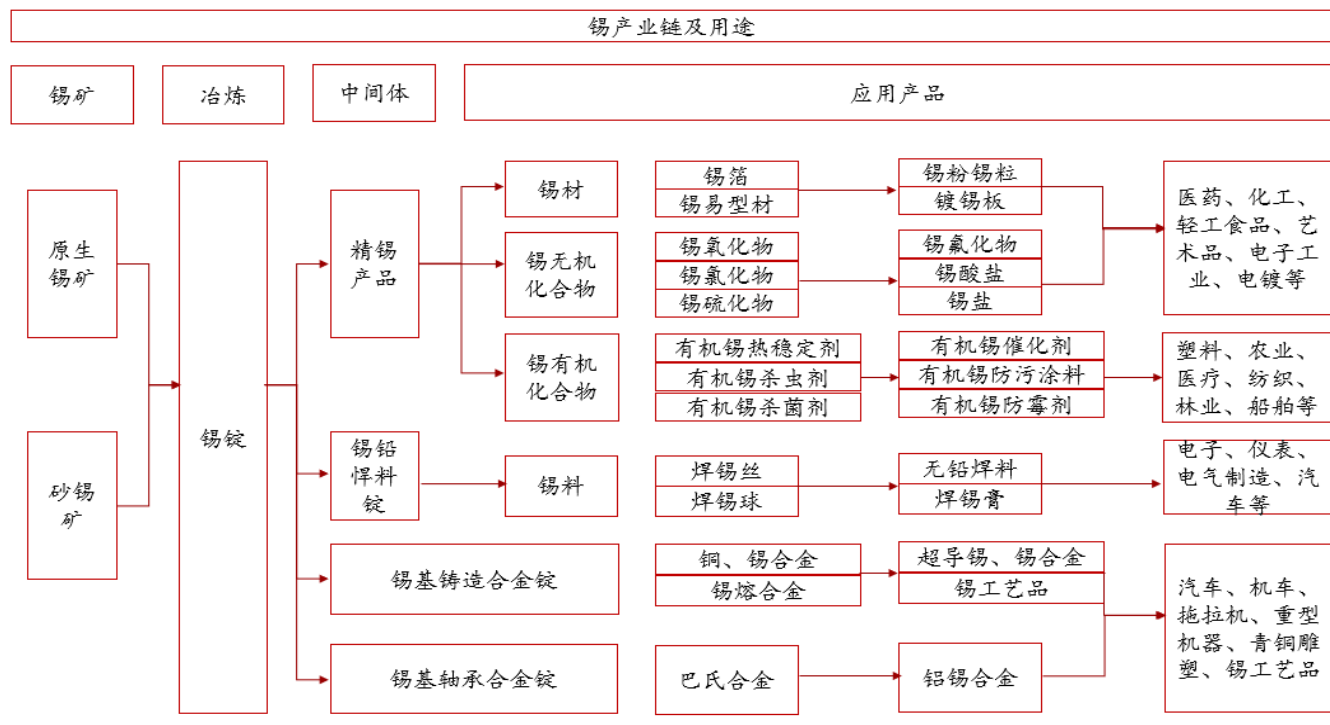 锡产业链及用途
锡矿
冶炼
中间体
应用产品
原生
锡矿
砂锡
矿
锡锭
精锡
产品
锡铅
悍料
锭
锡基铸造合金锭
锡基轴承合金锭
锡材
锡无机
化合物
锡有机
化合物
锡料
锡箔
锡易型材
锡氧化物
锡氯化物
锡硫化物
有机锡热稳定剂
有机锡杀虫剂
有机锡杀菌剂
焊锡丝
焊锡球
铜、锡合金
锡熔合金
巴氏合金
锡粉锡粒
镀锡板
锡氟化物
锡酸盐
锡盐
有机锡催化剂
有机锡防污涂料
有机锡防霉剂
无铅焊料
焊锡膏
超导锡、锡合金
锡工艺品
铝锡合金
医药、化工、
轻工食品、艺
术品、电子工
业、电镀等
塑料、农业、
医疗、纺织、
林业、船舶等
电子、仪表、
电气制造、汽
车等
汽车、机车、
拖拉机、重型
机器、青铜雕
塑、锡工艺品